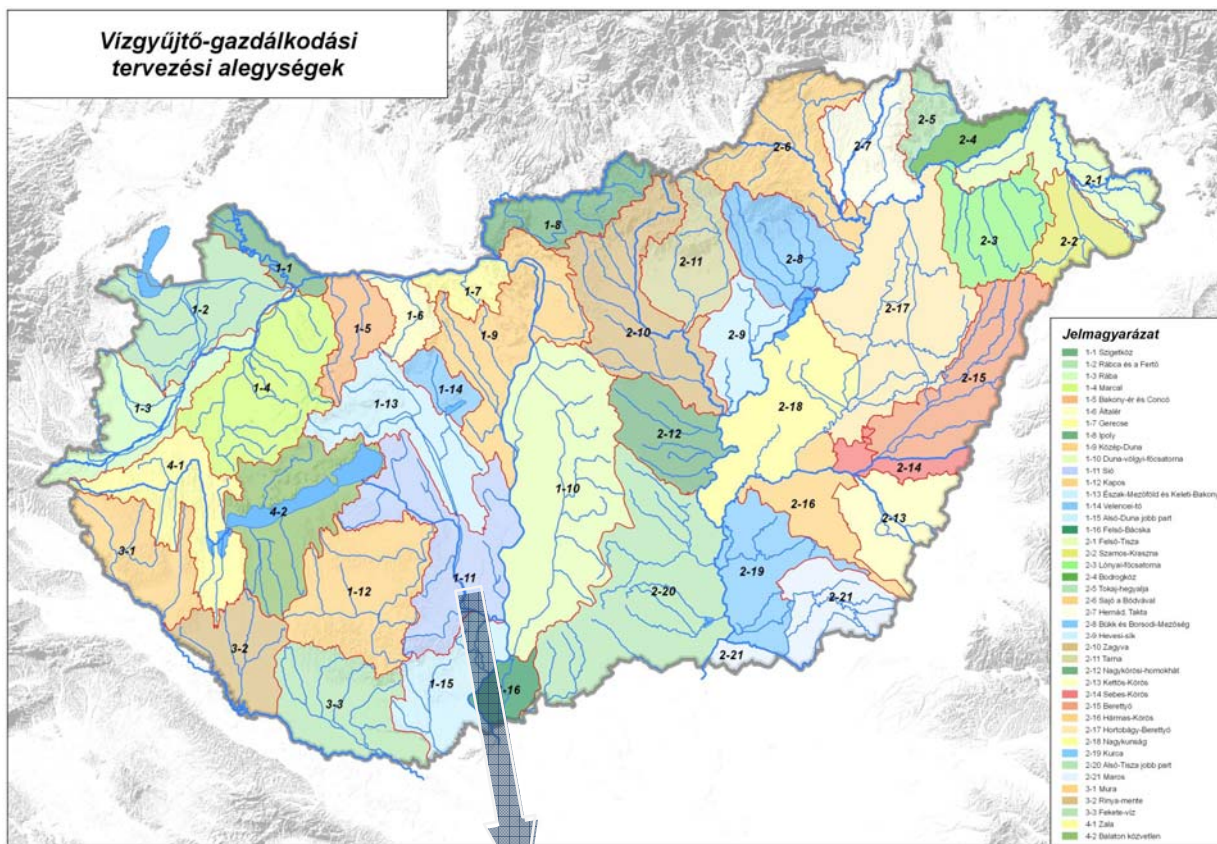 Vízgyűjtő-gazdálkodási
tervezési alegységek
2-5
2-6
2-7
2-4
2-1
1-8
2-3
2-2
2-8
2-11
1-1
1-2
1-7
1-6
1-5
1-9
2-17
2-10
2-9
1-4
1-3
1-14
1-13
2-15
2-18
2-12
2-14
4-1
1-10
2-16
2-13
4-2
3-1
2-19
1-11
1-12
2-20
2-21
3-2
2-21
1-15
-16
3-3
Jelmagyarázat
1-1 Szigetköz
1-2 Rábca és a Fertő
1-3 Rába
1-4 Marcal
1-5 Bakony-ér és Concó
1-6 Általér
1-7 Gerecse
1-8 Ipoly
1-9 Közép-Duna
1-10 Duna-völgyi-főcsatorna
1-11 Sió
1-12 Kapos
1-13 Észak-Mezőföld és Keleti-Bakony
1-14 Velencei-tó
1-15 Alsó-Duna jobb part
1-16 Felső-Bácska
2-1 Felső-Tisza
2-2 Szamos-Kraszna
2-3 Lónyai-főcsatorna
2-4 Bodrogköz
2-5 Tokaj-hegyalja
2-6 Sajó a Bódvával
2-7 Hernád, Takta
2-8 Bükk és Borsodi-Mezőség
2-9 Hevesi-sík
2-10 Zagyva
2-11 Tarna
2-12 Nagykőrösi-homokhát
2-13 Kettős-Körös
2-14 Sebes-Körös
2-15 Berettyó
2-16 Hármas-Körös
2-17 Hortobágy-Berettyó
2-18 Nagykunság
2-19 Kurca
2-20 Alsó-Tisza jobb part
2-21 Maros
3-1 Mura
3-2 Rinya-mente
3-3 Fekete-víz
4-1 Zala
4-2 Balaton közvetlen